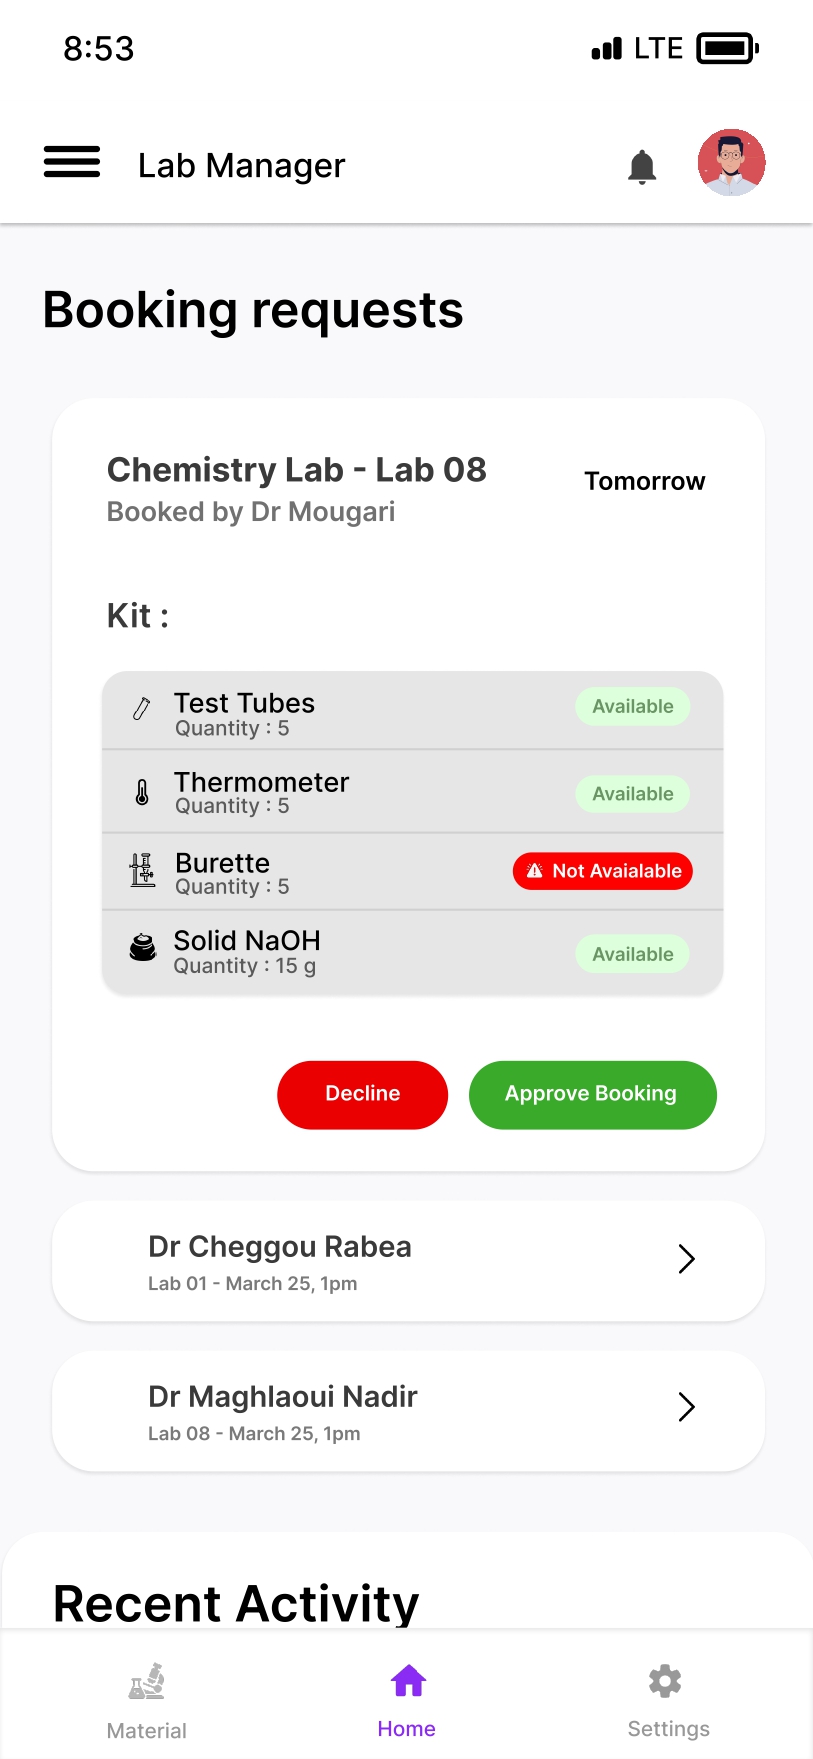 8:53
LTE
Lab Manager
Booking requests
Chemistry Lab - Lab 08
Tomorrow
Booked by Dr Mougari
Kit :
Test Tubes
Available
Quantity : 5
Thermometer
Available
Quantity : 5
Burette
Not Avaialable
Quantity : 5
Solid NaOH
Available
Quantity : 15 g
Decline
Approve Booking
Dr Cheggou Rabea
Lab 01 - March 25, 1pm
Dr Maghlaoui Nadir
Lab 08 - March 25, 1pm
Recent Activity
Material
Home
Settings